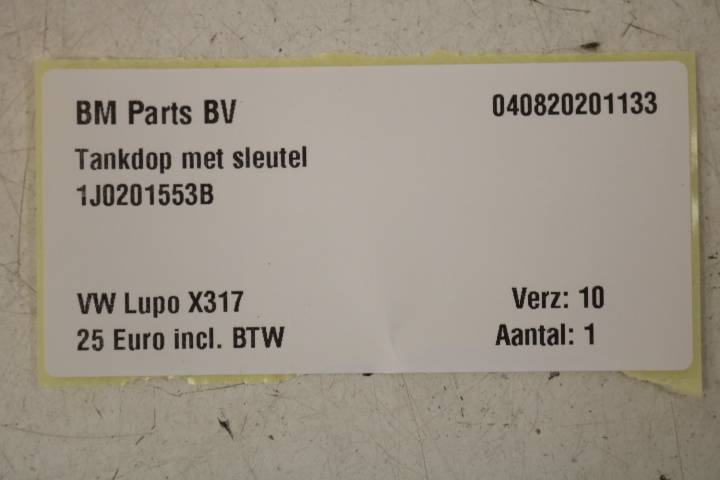 BM Parts BV
040820201133
Tankdop met sleutel
1J0201553B
VW Lupo X317
Verz: 10
25 Euro incl. BTW
Aantal: 1